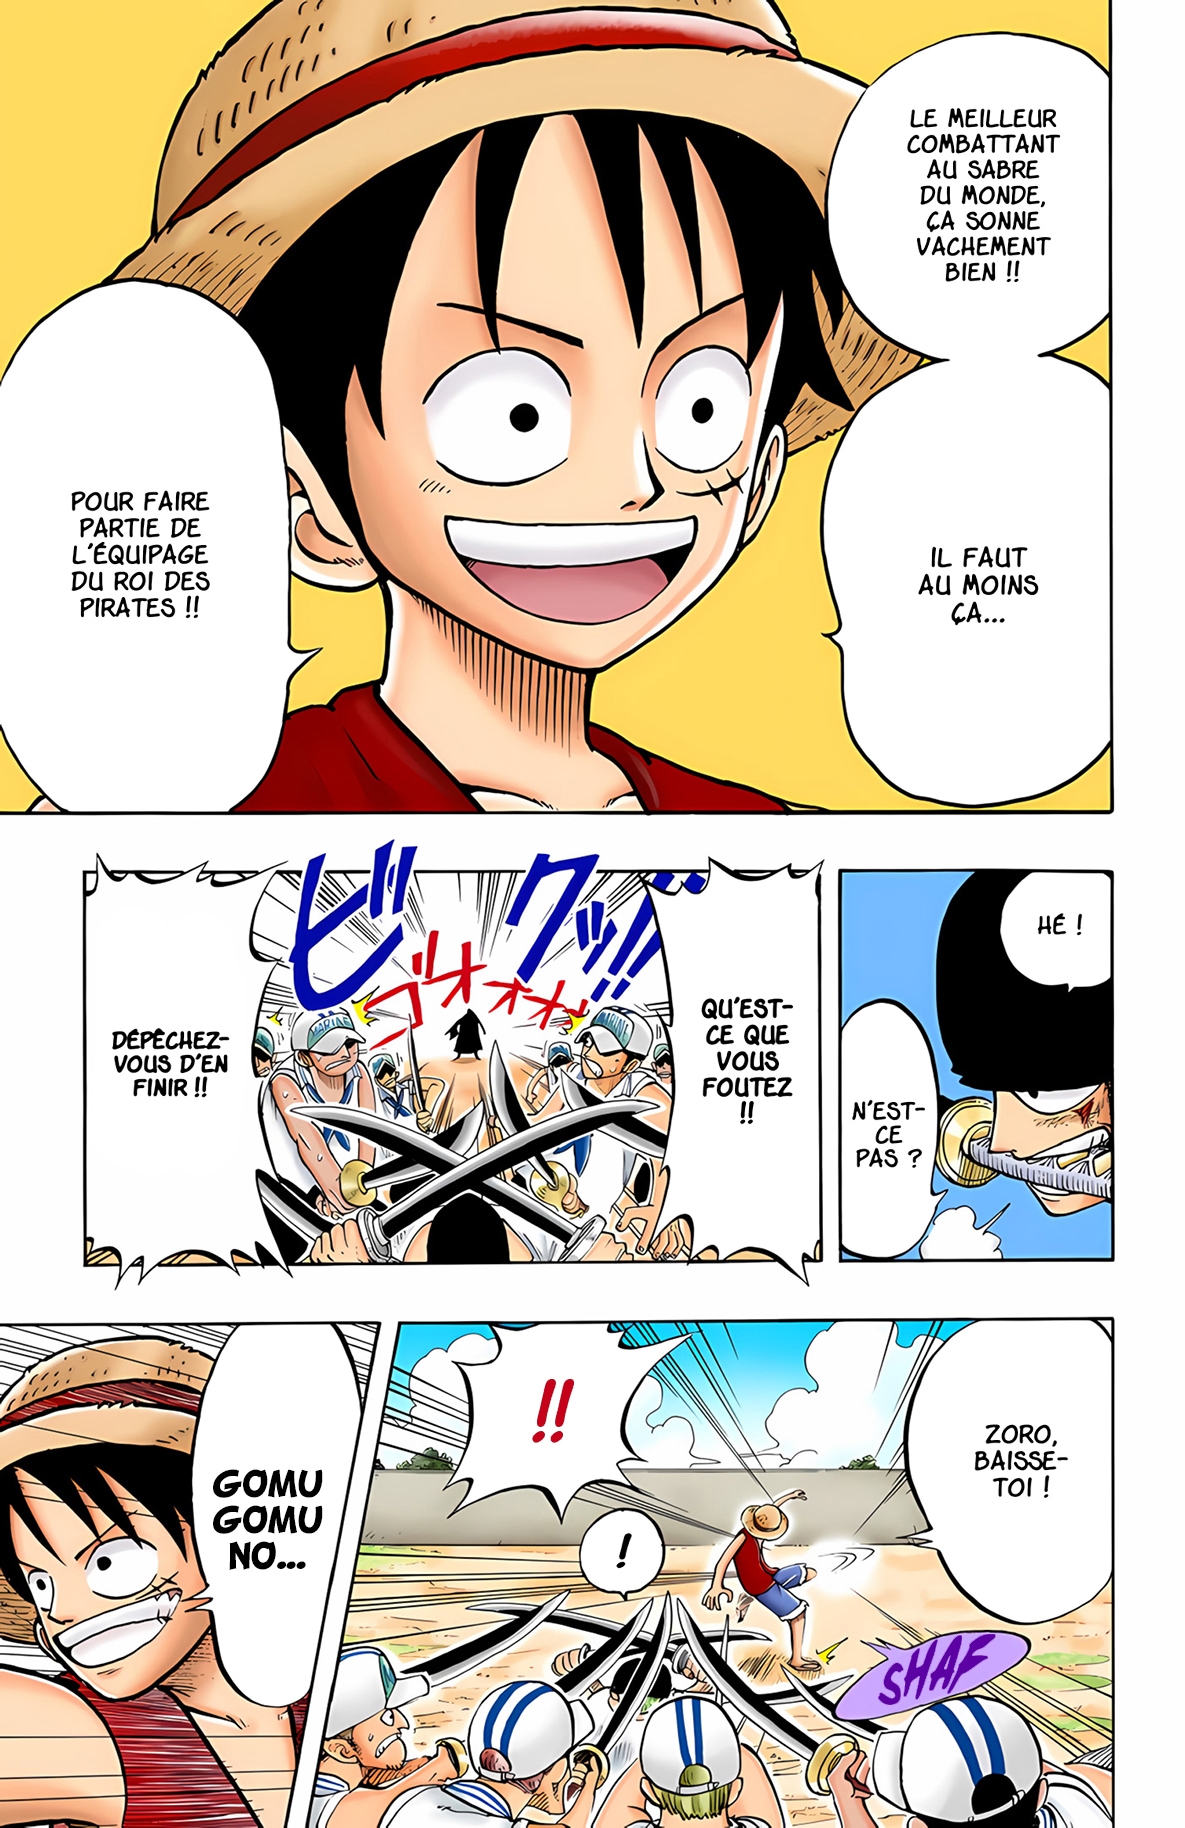 LE MEILLEUR
COMBATTANT
AU SABRE
DU MONDE,
ÇA SONNE
VACHEMENT
BIEN !!
IL FAUT
AU MOINS
ÇA...
POUR FAIRE
PARTIE DE
L'ÉQUIPAGE
DU ROI DES
PIRATES !!
HÉ !
N'EST-
CE
PAS ?
QU'EST-
CE QUE
VOUS
FOUTEZ
!!
ビクッ!!
ゴオオオォ
MARINE
DÉPÊCHEZ-
VOUS D'EN
FINIR !!
ZORO,
BAISSE-
TOI !
!!
!
SHAF
GOMU
GOMU
NO...